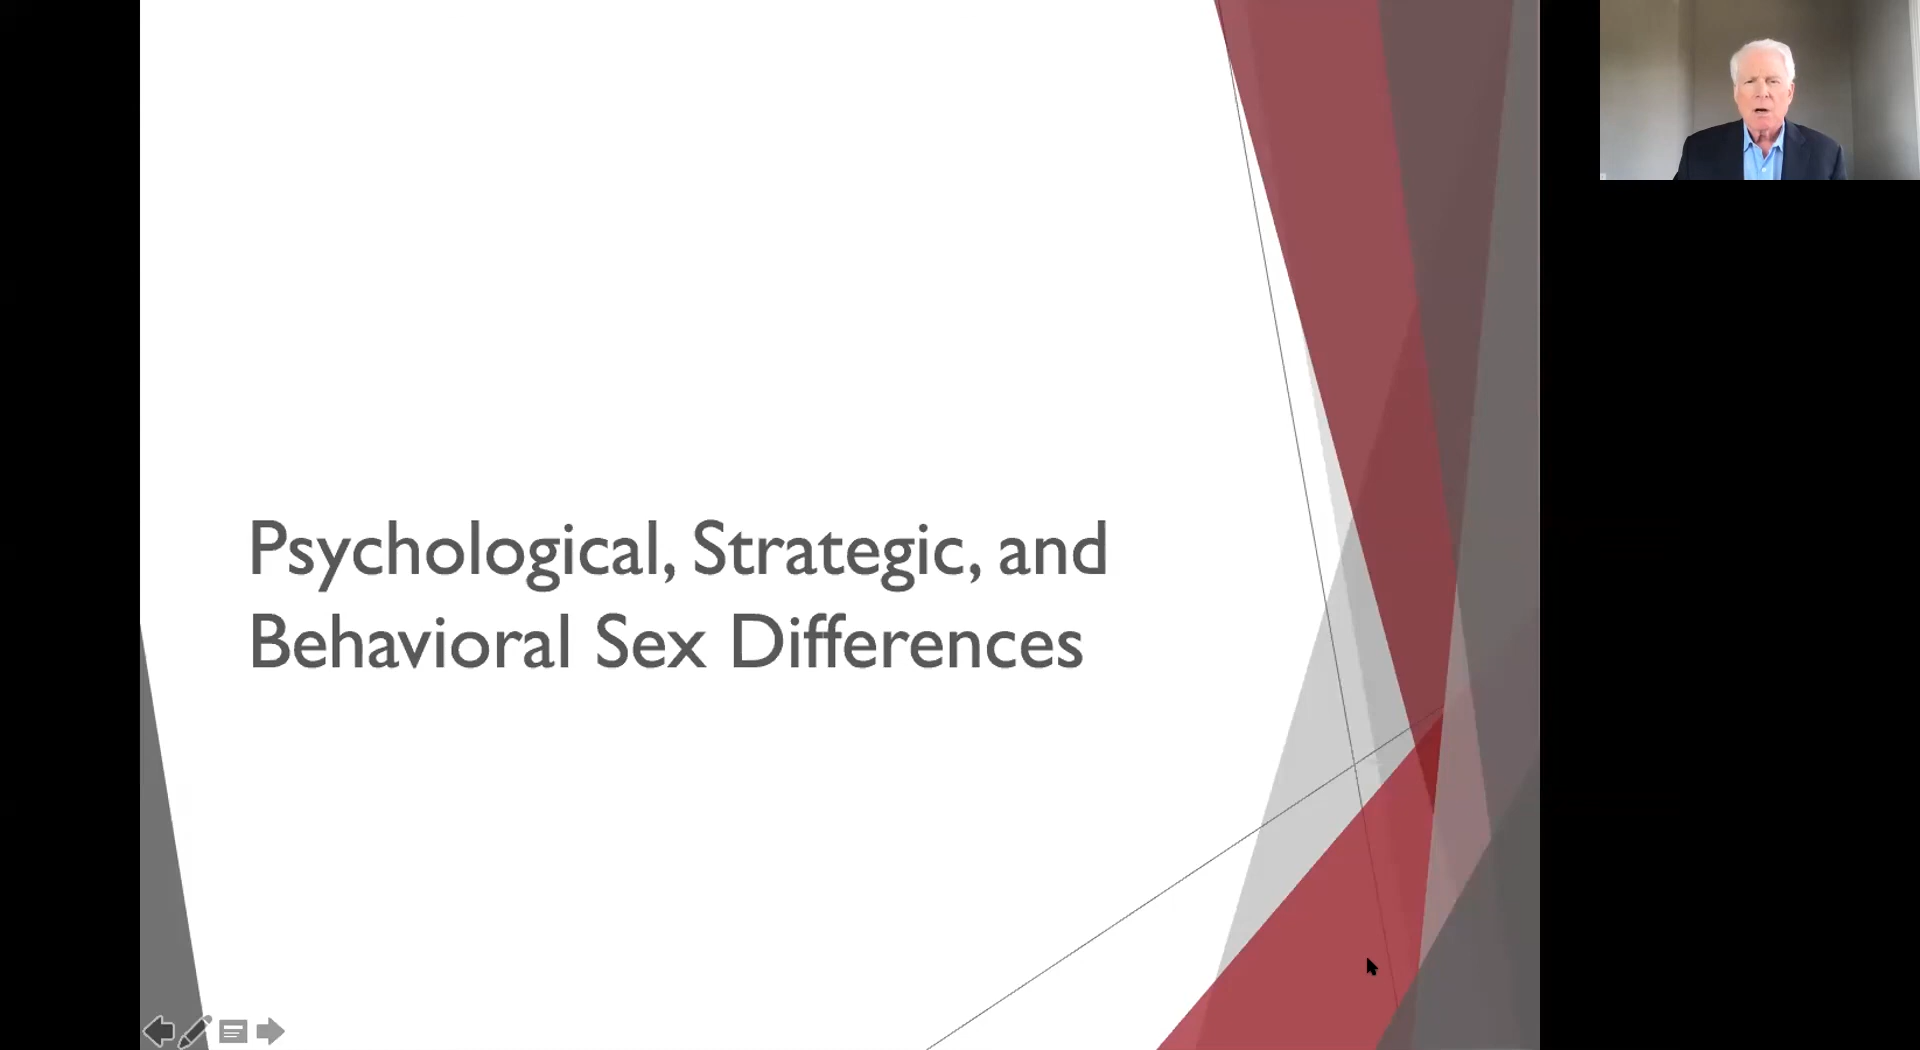 Psychological, Strategic, and
Behavioral Sex Differences